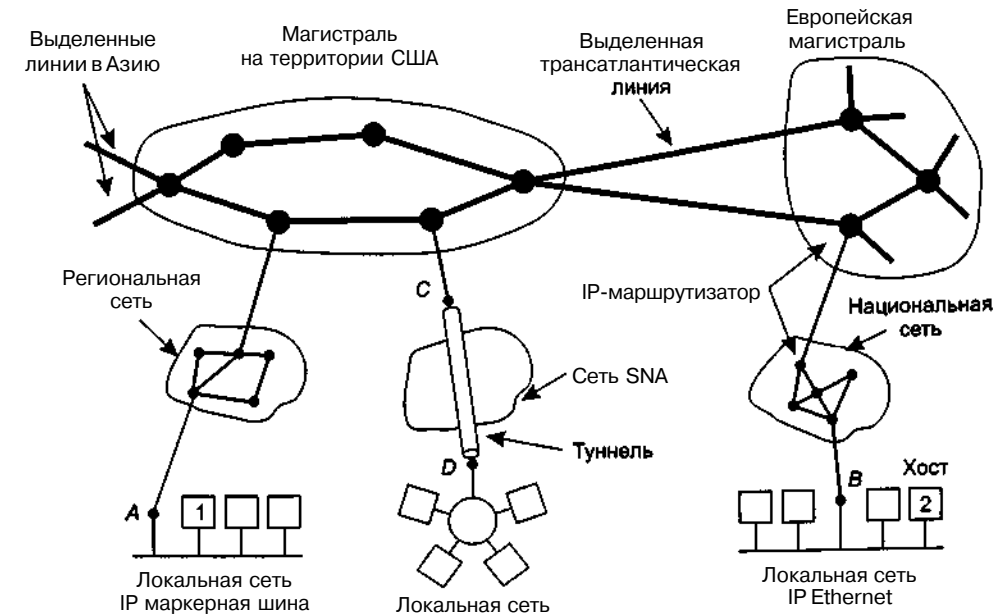 Выделенные
линии в Азию
Магистраль
на территории США
Выделенная
трансатлантическая
линия
Европейская
магистраль
Региональная
сеть
C
IP-маршрутизатор
Национальная
сеть
Сеть SNA
Туннель
D
A
1
B
Хост
2
Локальная сеть
IP маркерная шина
Локальная сеть
Локальная сеть
IP Ethernet